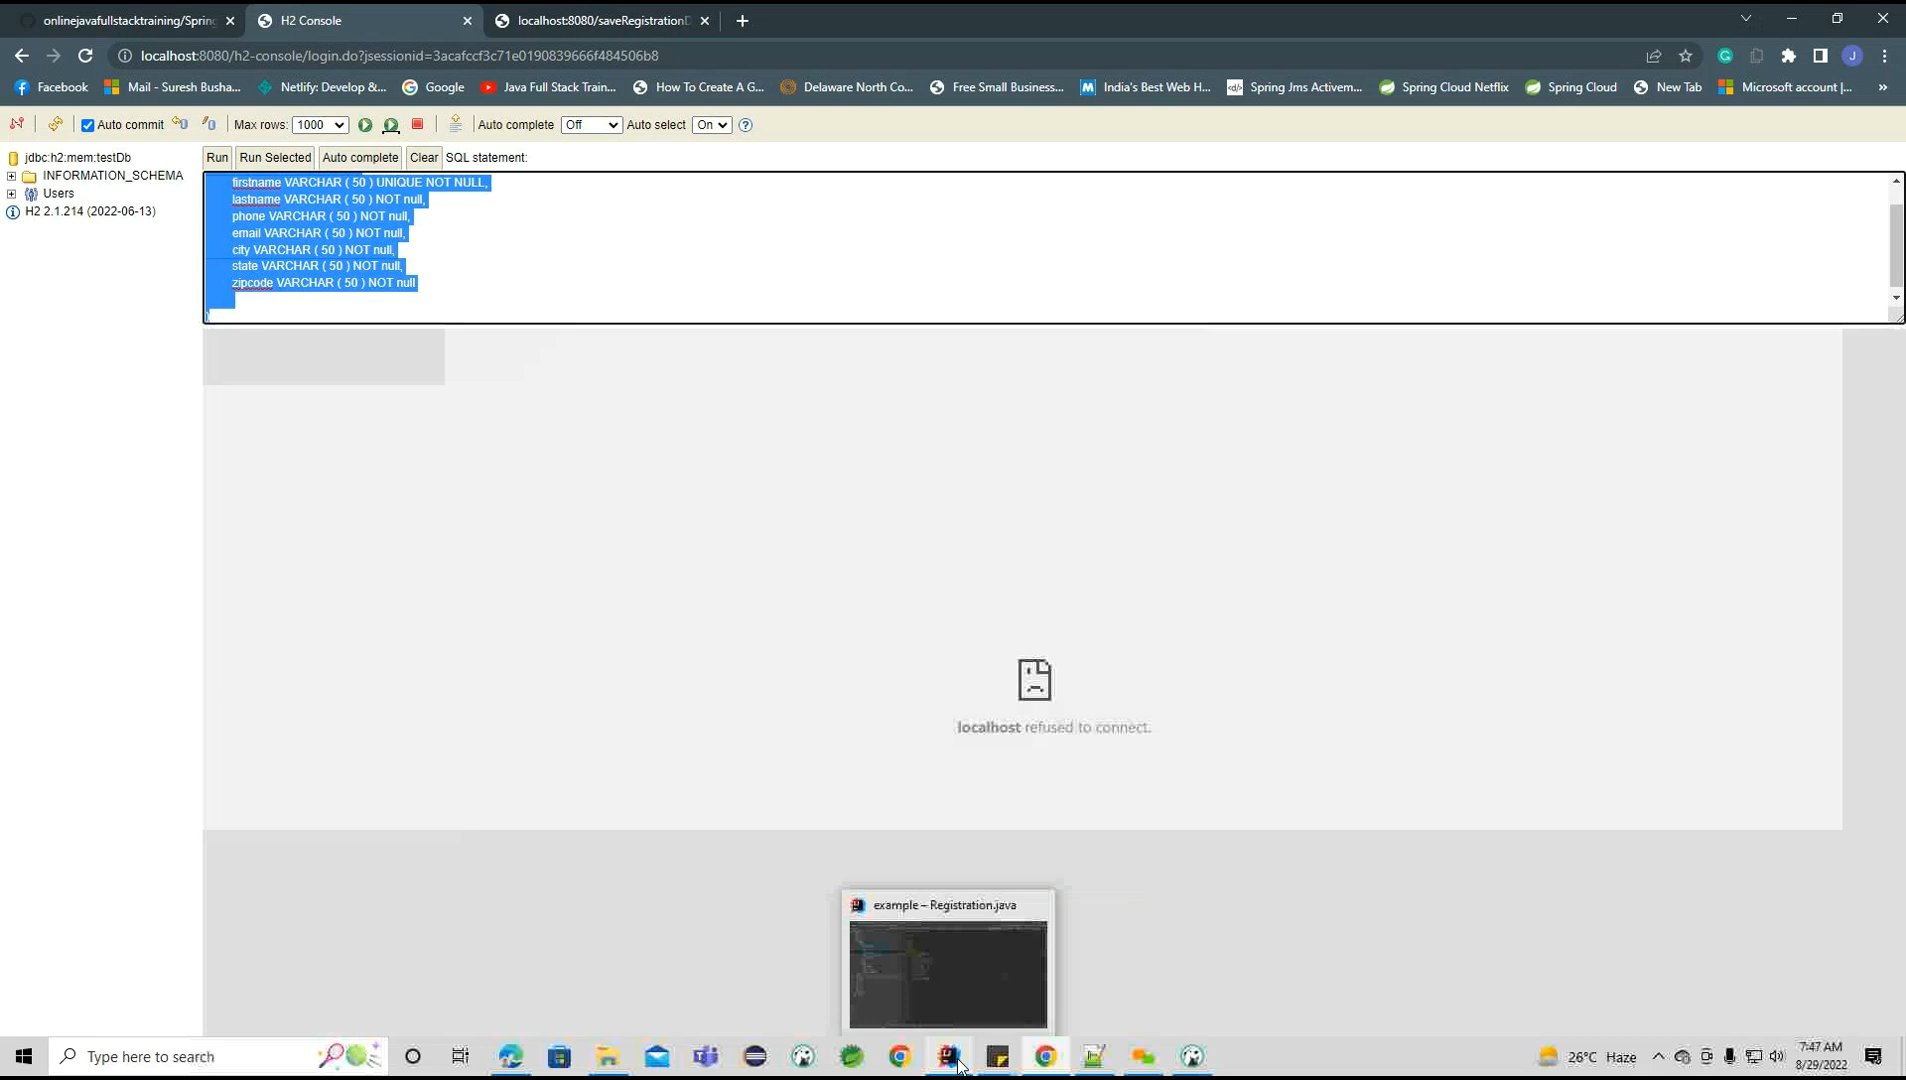 onlinejavafullstacktraining/Spring
H2 Console
localhost:8080/saveRegistrationD
localhost:8080/h2-console/login.do?jsessionid=3acafccf3c71e0190839666f484506b8
J
Facebook
Mail - Suresh Busha...
Netlify: Develop &...
Google
Java Full Stack Train...
How To Create A G...
Delaware North Co...
Free Small Business...
India's Best Web H...
Spring Jms Activem...
Spring Cloud Netflix
Spring Cloud
New Tab
Microsoft account |...
»
Auto commit
Max rows: 1000
Auto complete Off
Auto select On
jdbc:h2:mem:testDb
INFORMATION_SCHEMA
Users
H2 2.1.214 (2022-06-13)
Run
Run Selected
Auto complete
Clear
SQL statement:
firstname VARCHAR ( 50 ) UNIQUE NOT NULL,
lastname VARCHAR ( 50 ) NOT null,
phone VARCHAR ( 50 ) NOT null,
email VARCHAR ( 50 ) NOT null,
city VARCHAR ( 50 ) NOT null,
state VARCHAR ( 50 ) NOT null,
zipcode VARCHAR ( 50 ) NOT null
localhost refused to connect.
example – Registration.java
Type here to search
26°C Haze
7:47 AM
8/29/2022